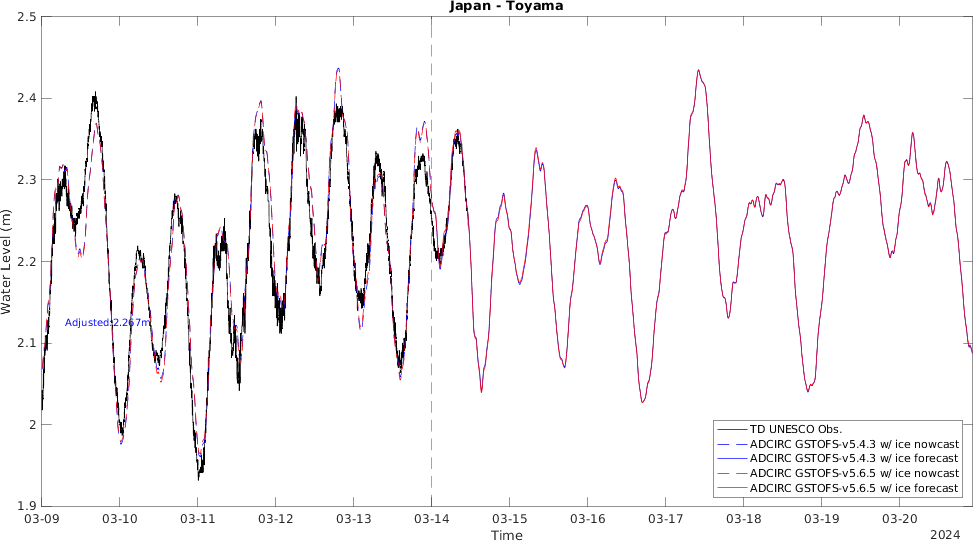 Japan - Toyama
2.5
2.4
2.3
2.2
2.1
2
1.9
Water Level (m)
Adjusted:2.267m
TD UNESCO Obs.
ADCIRC GSTOFS-v5.4.3 w/ ice nowcast
ADCIRC GSTOFS-v5.4.3 w/ ice forecast
ADCIRC GSTOFS-v5.6.5 w/ ice nowcast
ADCIRC GSTOFS-v5.6.5 w/ ice forecast
03-09 03-10 03-11 03-12 03-13 03-14 03-15 03-16 03-17 03-18 03-19 03-20
Time
2024